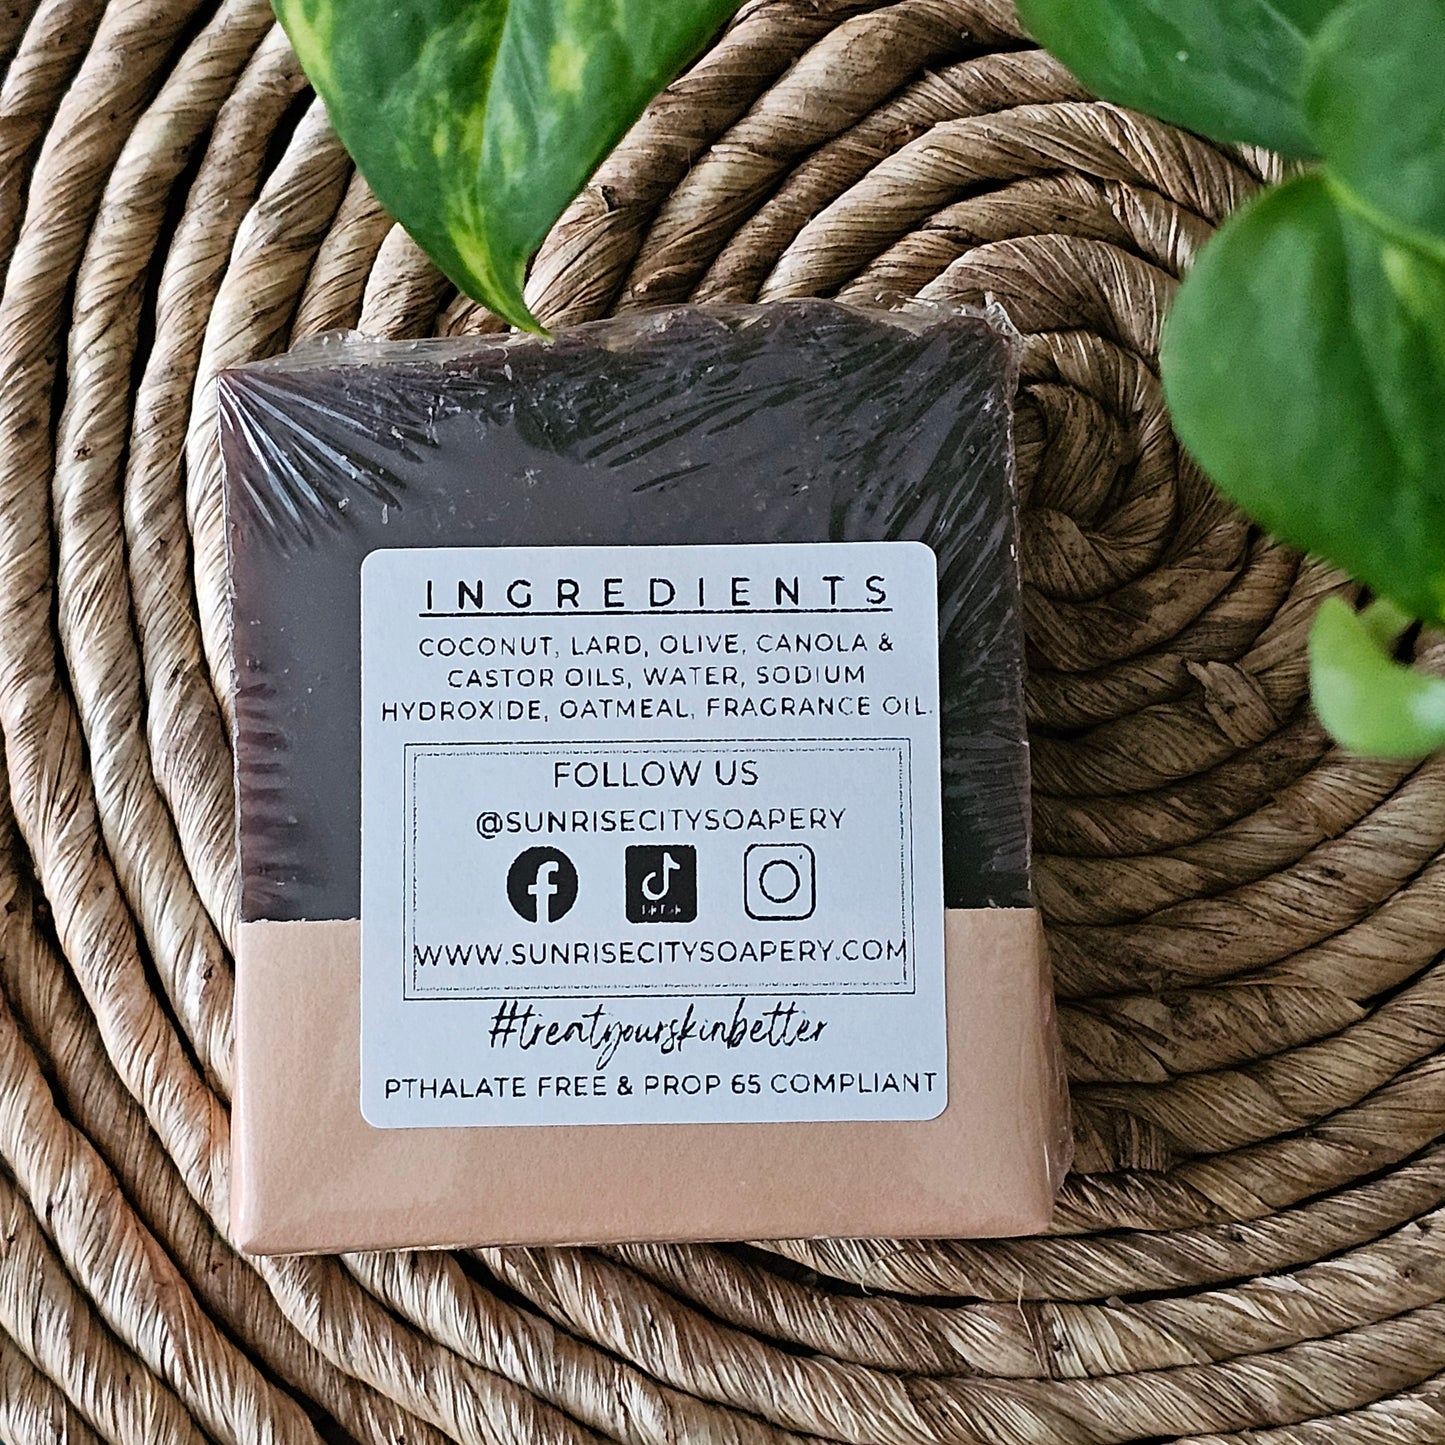 INGREDIENTS
COCONUT, LARD, OLIVE, CANOLA &
CASTOR OILS, WATER, SODIUM
HYDROXIDE, OATMEAL, FRAGRANCE OIL.
FOLLOW US
@SUNRISECITYSOAPERY
TikTok
WWW.SUNRISECITYSOAPERY.COM
#treatyourskinbetter
PTHALATE FREE & PROP 65 COMPLIANT